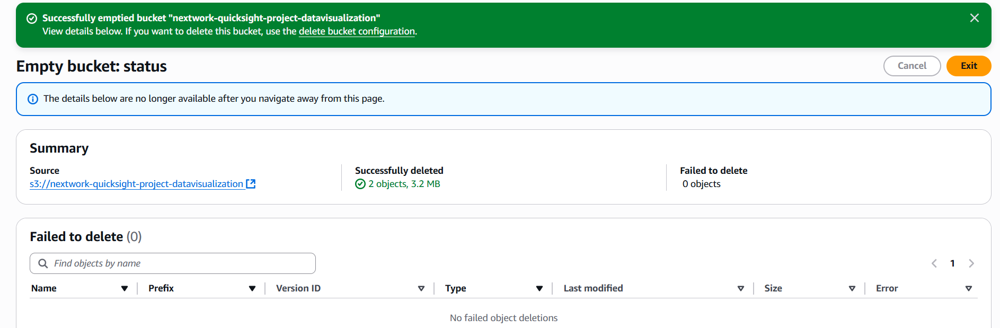 Successfully emptied bucket "nextwork-quicksight-project-datavisualization"
View details below. If you want to delete this bucket, use the delete bucket configuration.
Empty bucket: status
Cancel
Exit
The details below are no longer available after you navigate away from this page.
Summary
Source
s3://nextwork-quicksight-project-datavisualization
Successfully deleted
2 objects, 3.2 MB
Failed to delete
0 objects
Failed to delete (0)
Find objects by name
1
Name Prefix Version ID Type Last modified Size Error
No failed object deletions